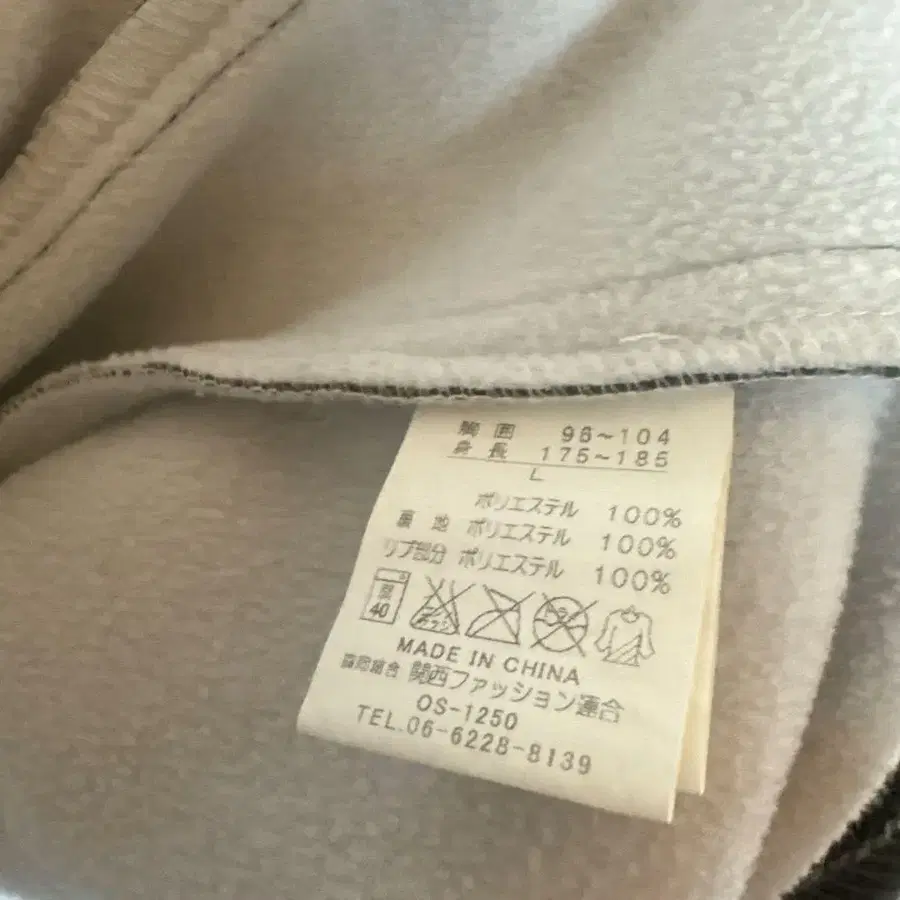 胸囲 96~104
身長 175~185
L
ポリエステル 100%
裏地 ポリエステル 100%
リブ部分 ポリエステル 100%
40
MADE IN CHINA
関西ファッション連合
OS-1250
TEL.06-6228-8139